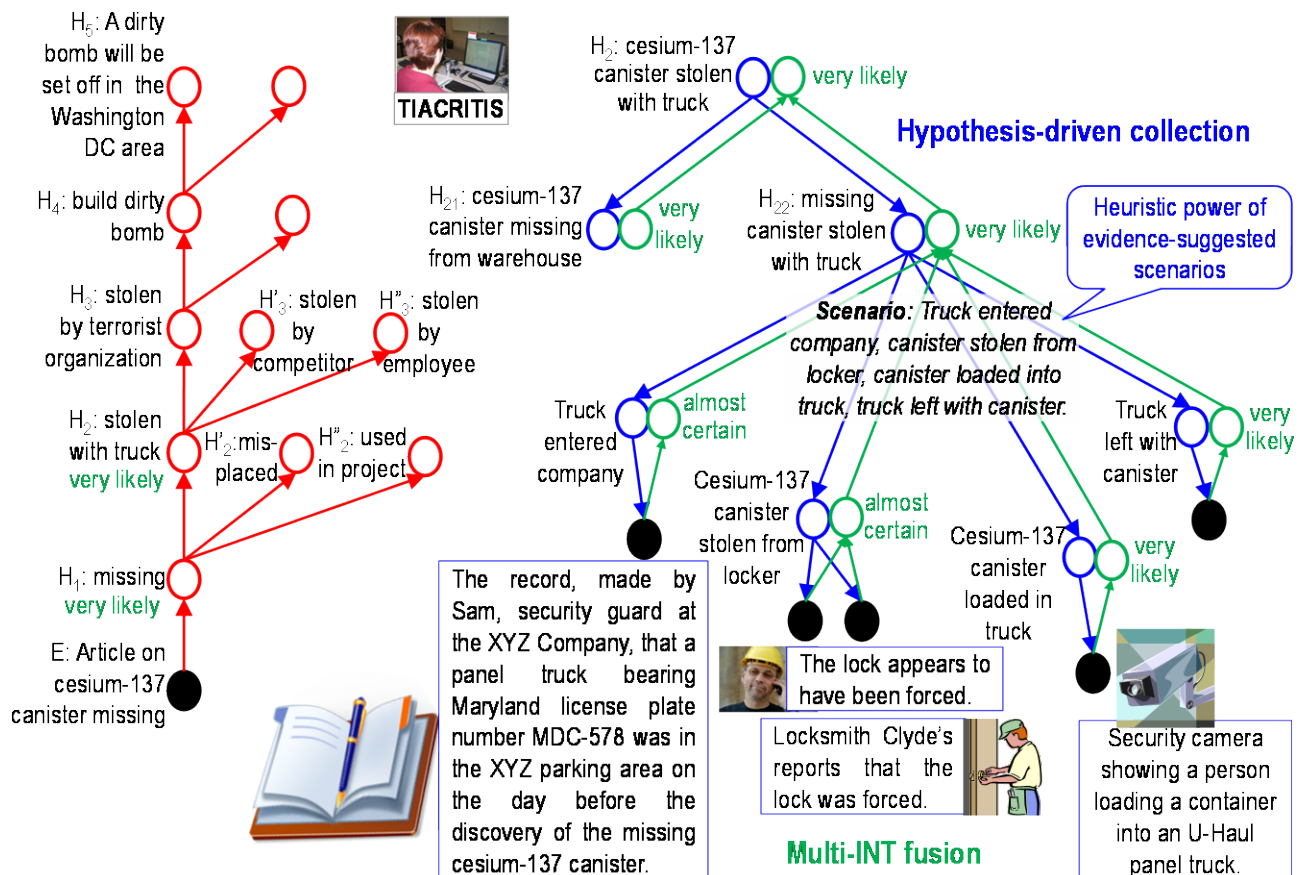 H₅: A dirty
bomb will be
set off in the
Washington
DC area
H₄: build dirty
bomb
H₃: stolen
by terrorist
organization
H'₃: stolen
by
competitor
H"₃: stolen
by
employee
H₂: stolen
with truck
very likely
H'₂:mis-
placed
H"₂: used
in project
H₁: missing
very likely
E: Article on
cesium-137
canister missing
TIACRITIS
H₂: cesium-137
canister stolen
with truck
very likely
Hypothesis-driven collection
H₂₁: cesium-137
canister missing
from warehouse
very
likely
H₂₂: missing
canister stolen
with truck
very likely
Heuristic power of
evidence-suggested
scenarios
Scenario: Truck entered
company, canister stolen from
locker, canister loaded into
truck, truck left with canister.
Truck
entered
company
almost
certain
Cesium-137
canister
stolen from
locker
almost
certain
Cesium-137
canister
loaded in
truck
very
likely
Truck
left with
canister
very
likely
The record, made by
Sam, security guard at
the XYZ Company, that a
panel truck bearing
Maryland license plate
number MDC-578 was in
the XYZ parking area on
the day before the
discovery of the missing
cesium-137 canister.
The lock appears to
have been forced.
Locksmith Clyde's
reports that the
lock was forced.
Multi-INT fusion
Security camera
showing a person
loading a container
into an U-Haul
panel truck.